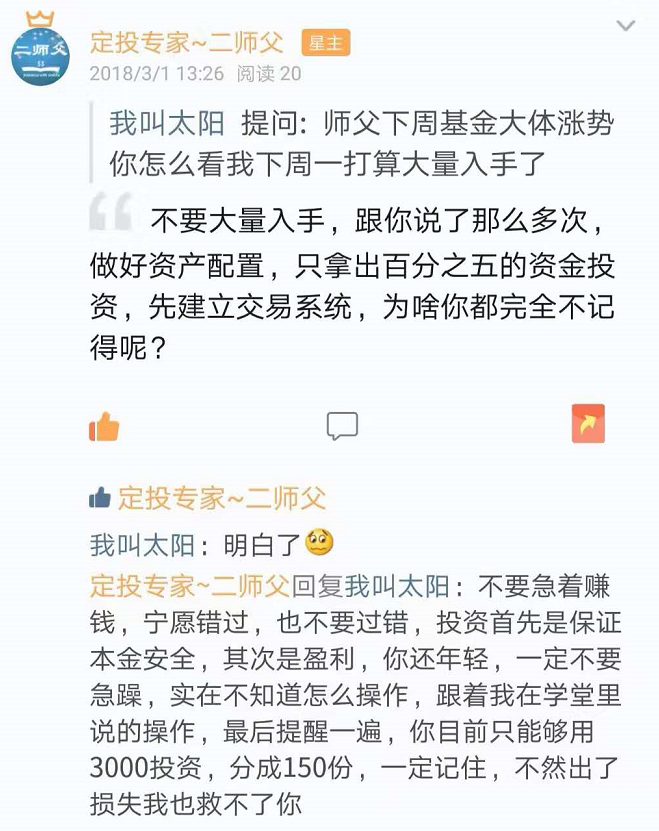 二师父
定投专家~二师父 星主
2018/3/1 13:26 阅读 20
我叫太阳 提问: 师父下周基金大体涨势
你怎么看我下周一打算大量入手了
不要大量入手，跟你说了那么多次，
做好资产配置，只拿出百分之五的资金投
资，先建立交易系统，为啥你都完全不记
得呢？
定投专家~二师父
我叫太阳：明白了
定投专家~二师父回复我叫太阳：不要急着赚
钱，宁愿错过，也不要过错，投资首先是保证
本金安全，其次是盈利，你还年轻，一定不要
急躁，实在不知道怎么操作，跟着我在学堂里
说的操作，最后提醒一遍，你目前只能够用
3000投资，分成150份，一定记住，不然出了
损失我也救不了你